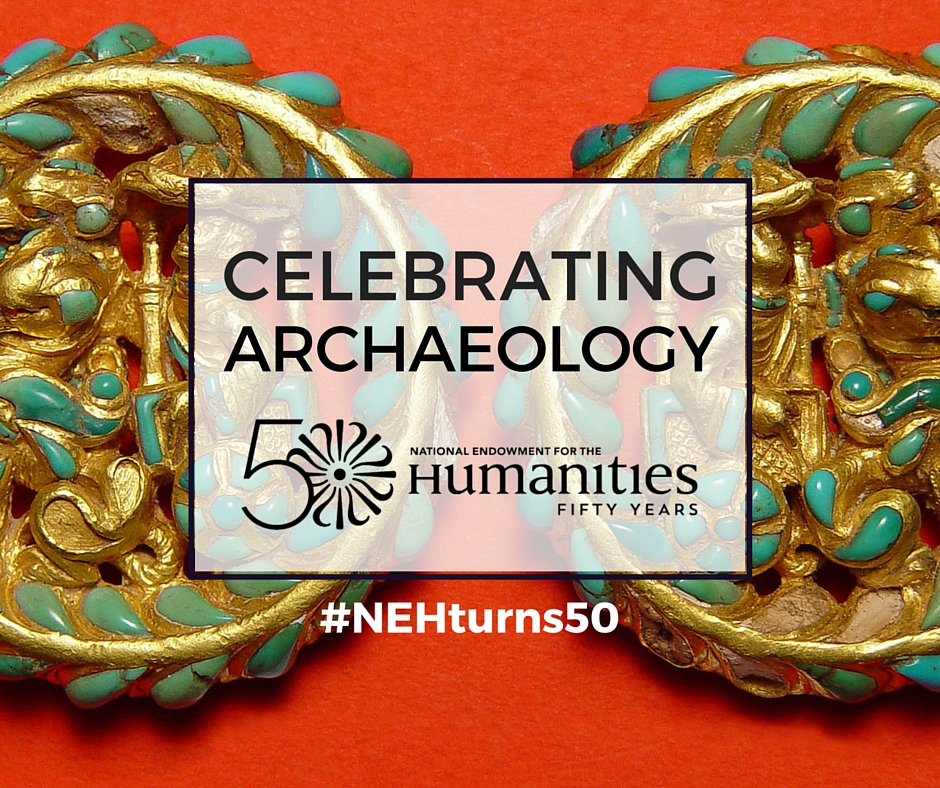 CELEBRATING
ARCHAEOLOGY
50
NATIONAL ENDOWMENT FOR THE
Humanities
FIFTY YEARS
#NEHturns50